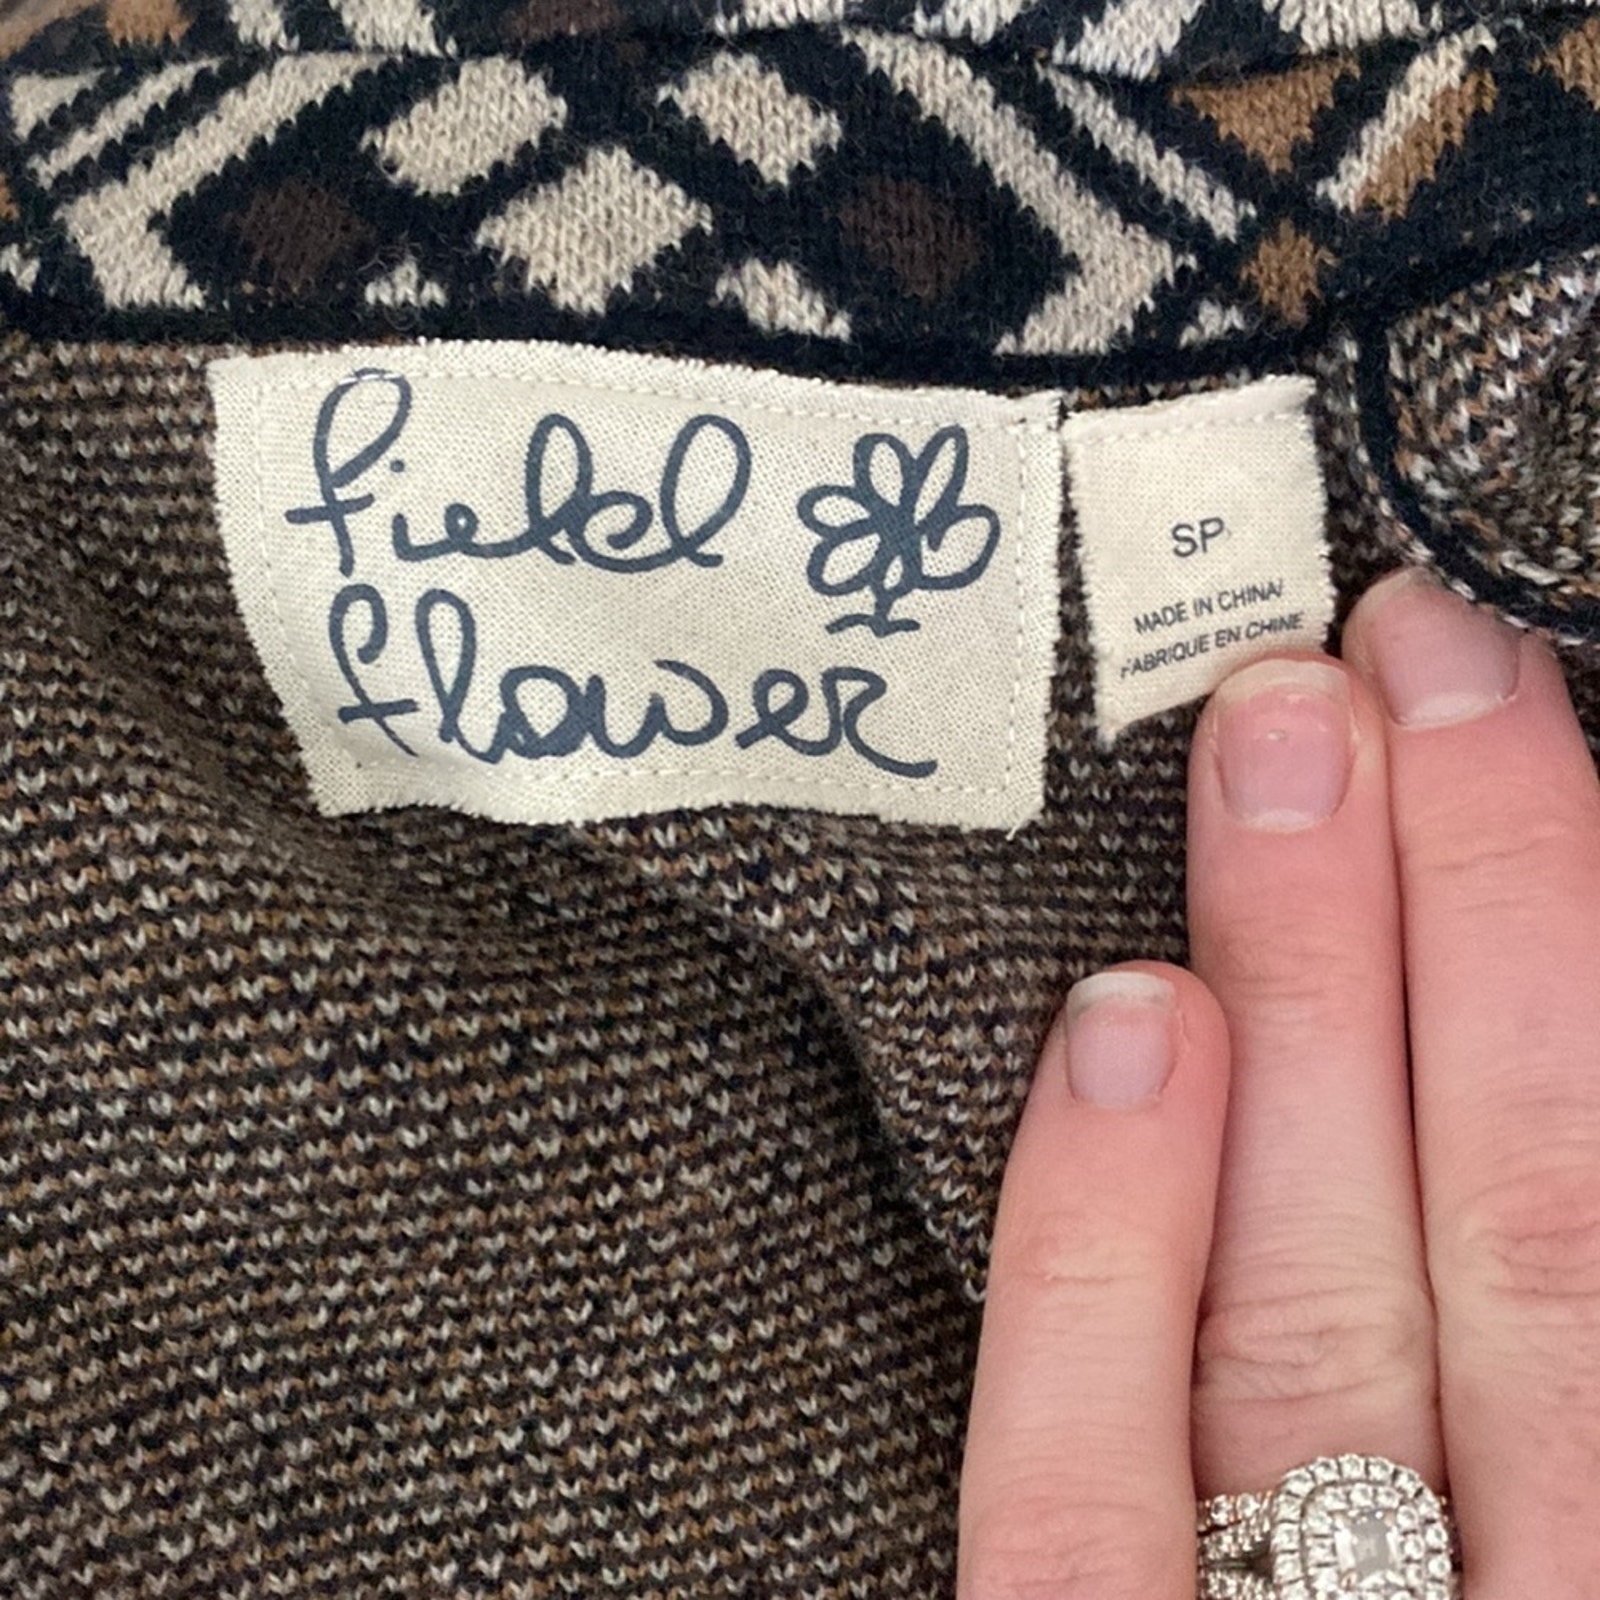 field
flower
SP
MADE IN CHINA/
FABRIQUE EN CHINE